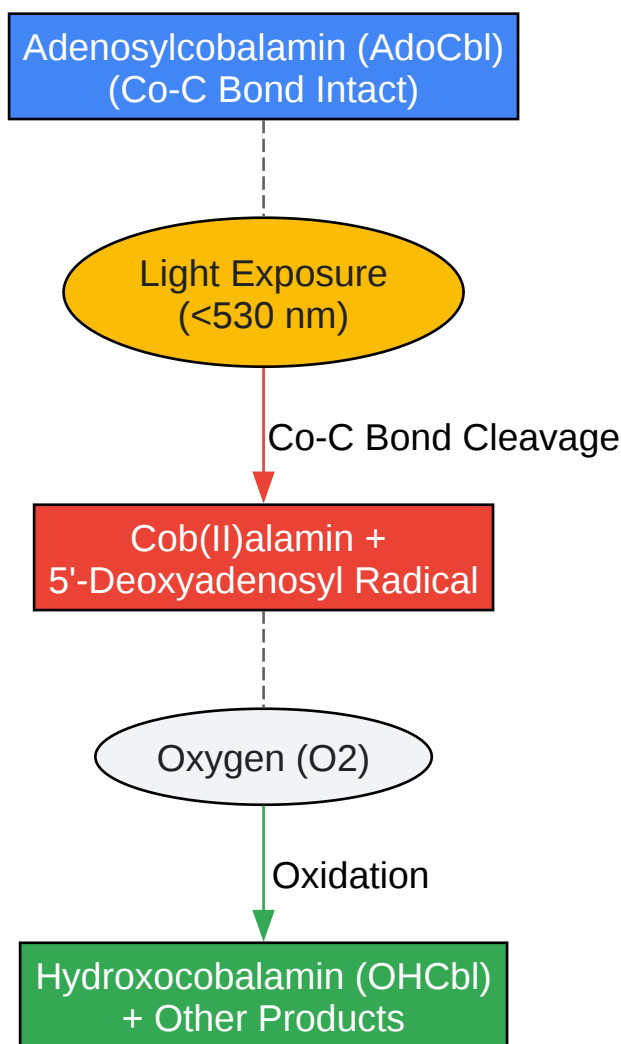 Adenosylcobalamin (AdoCbl)
(Co-C Bond Intact)
Light Exposure
(<530 nm)
Co-C Bond Cleavage
Cob(II)alamin +
5'-Deoxyadenosyl Radical
Oxygen (O2)
Oxidation
Hydroxocobalamin (OHCbl)
+ Other Products